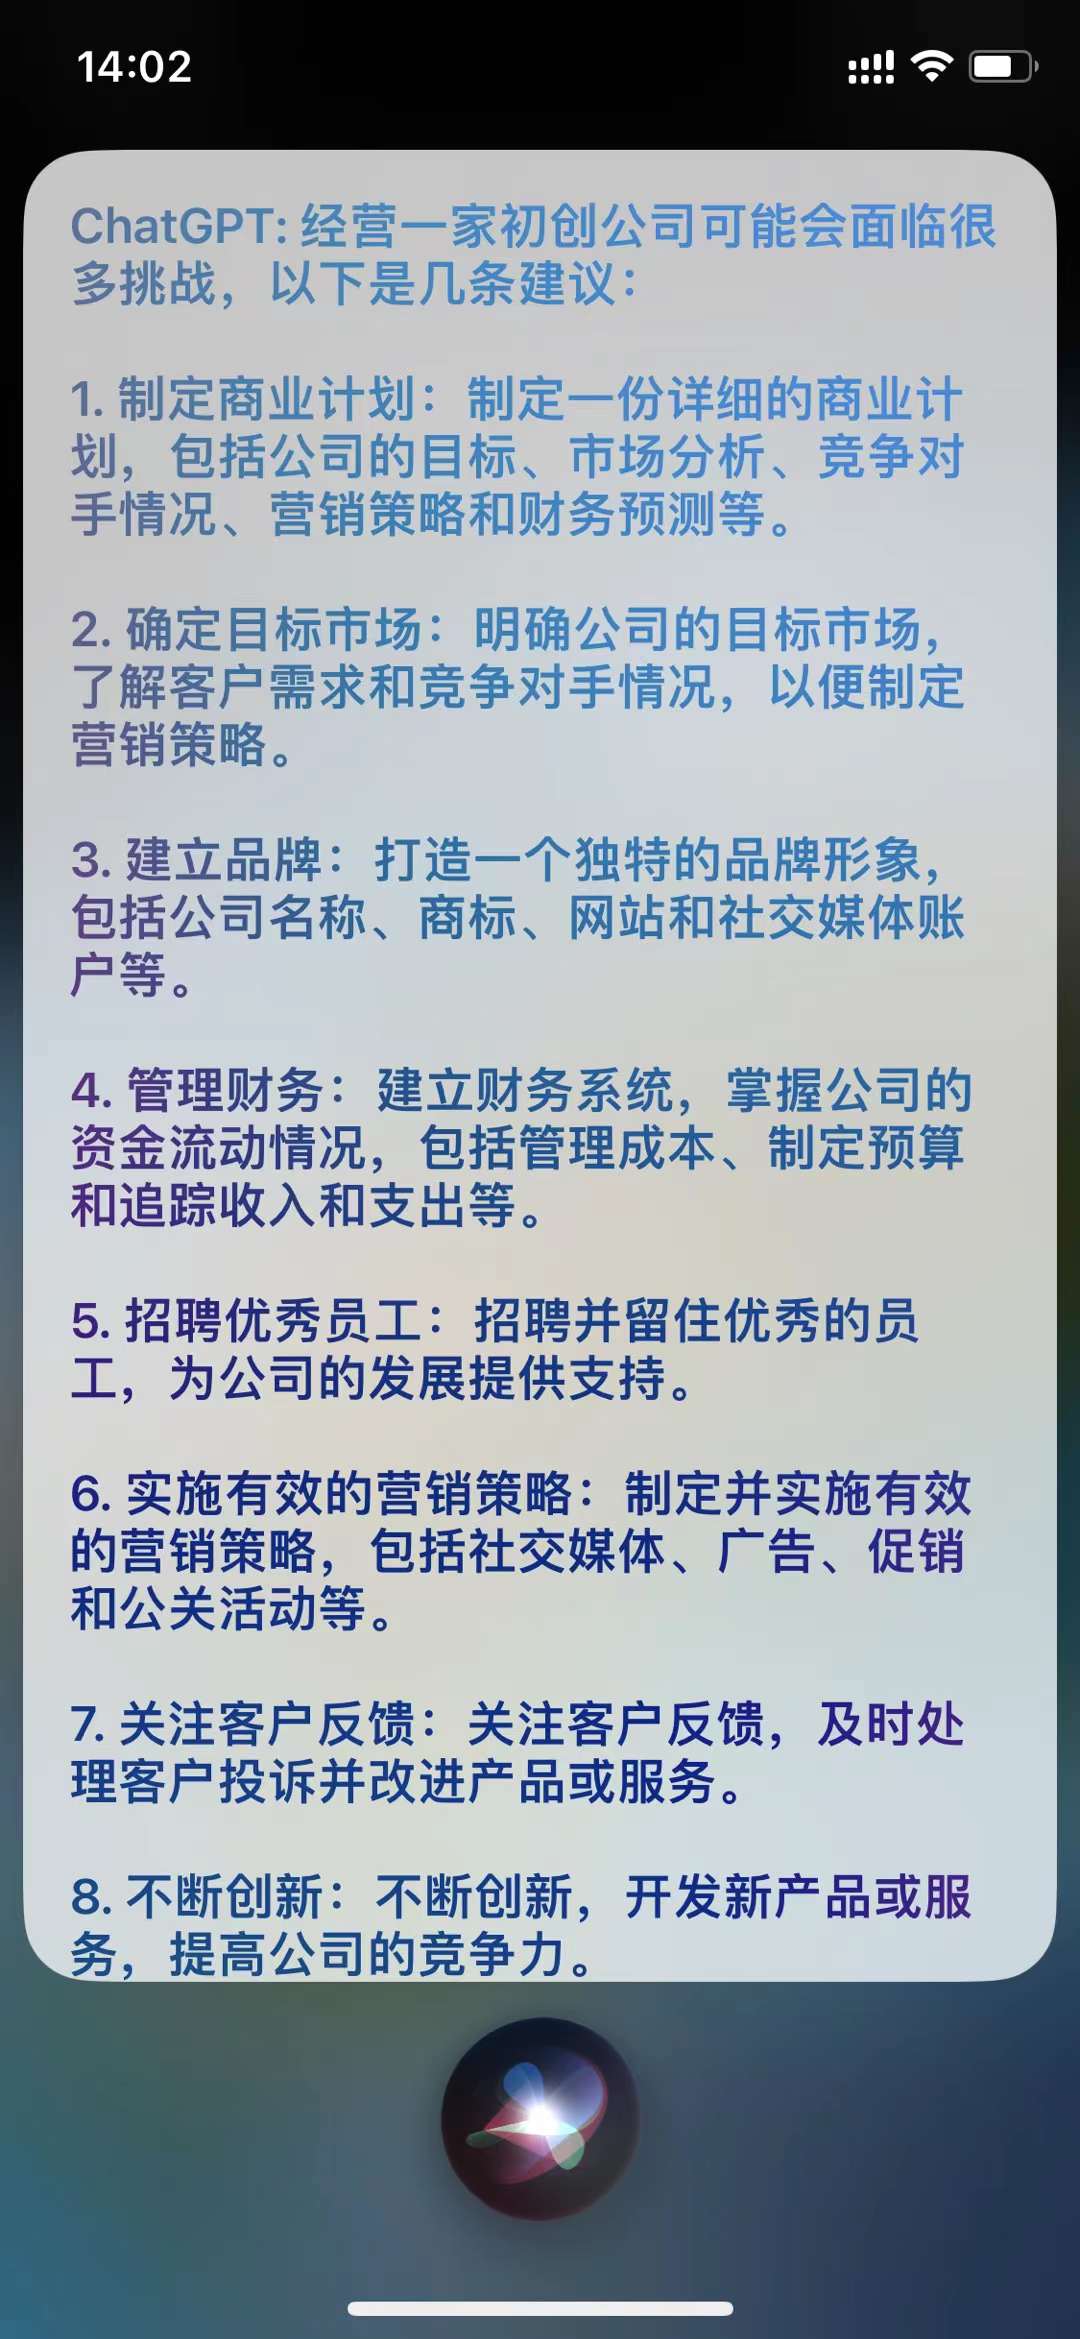 14:02
ChatGPT: 经营一家初创公司可能会面临很
多挑战，以下是几条建议：
1. 制定商业计划：制定一份详细的商业计
划，包括公司的目标、市场分析、竞争对
手情况、营销策略和财务预测等。
2. 确定目标市场：明确公司的目标市场，
了解客户需求和竞争对手情况，以便制定
营销策略。
3. 建立品牌：打造一个独特的品牌形象，
包括公司名称、商标、网站和社交媒体账
户等。
4. 管理财务：建立财务系统，掌握公司的
资金流动情况，包括管理成本、制定预算
和追踪收入和支出等。
5. 招聘优秀员工：招聘并留住优秀的员
工，为公司的发展提供支持。
6. 实施有效的营销策略：制定并实施有效
的营销策略，包括社交媒体、广告、促销
和公关活动等。
7. 关注客户反馈：关注客户反馈，及时处
理客户投诉并改进产品或服务。
8. 不断创新：不断创新，开发新产品或服
务，提高公司的竞争力。